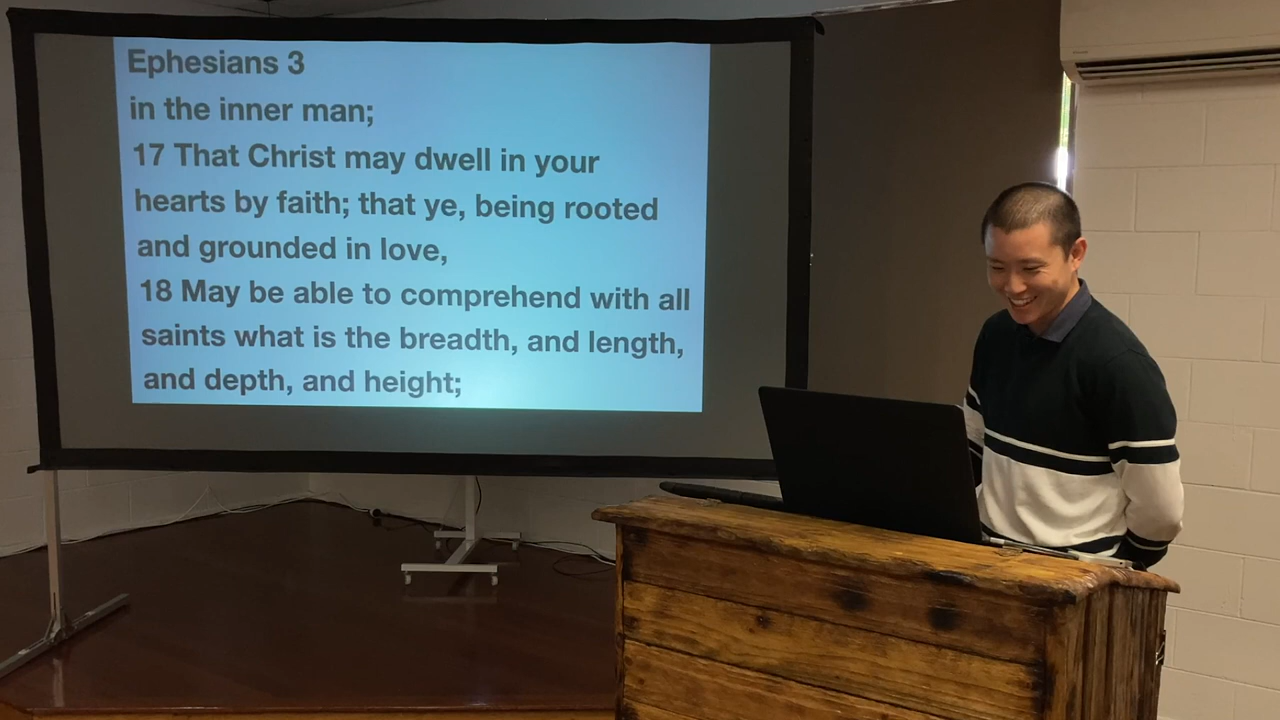 Ephesians 3
in the inner man;
17 That Christ may dwell in your
hearts by faith; that ye, being rooted
and grounded in love,
18 May be able to comprehend with all
saints what is the breadth, and length,
and depth, and height;